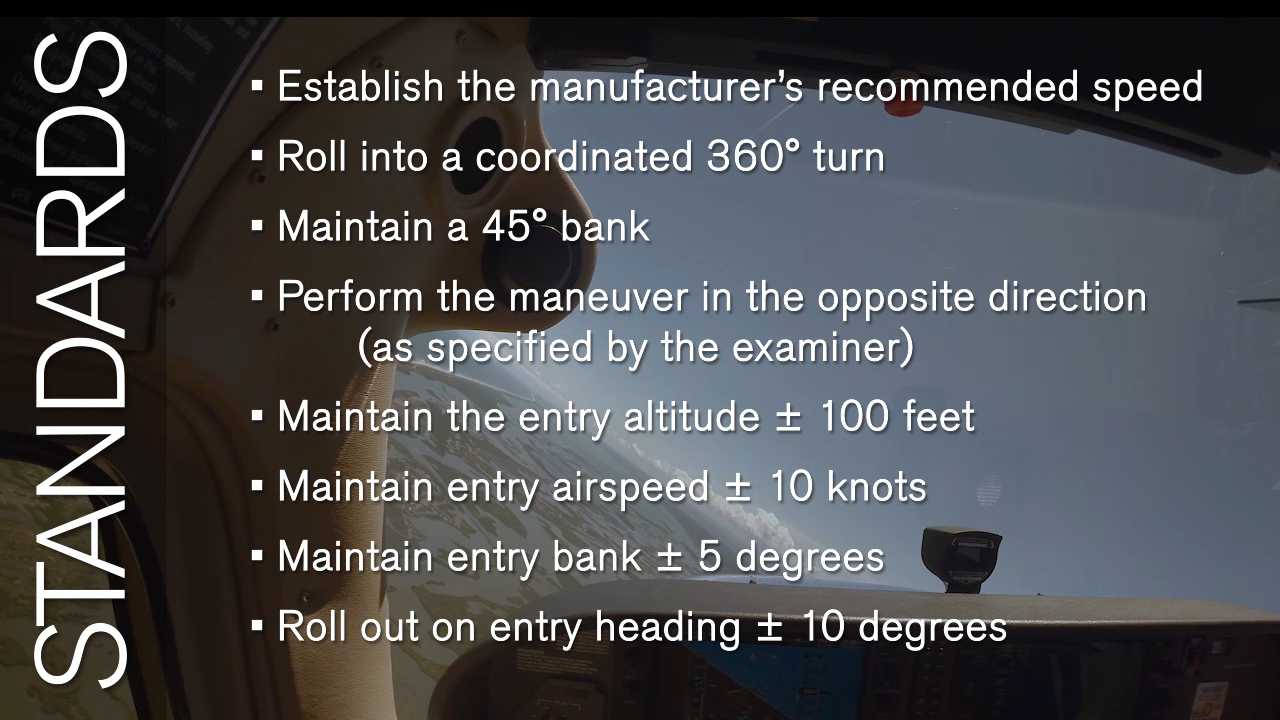 STANDARDS
▪ Establish the manufacturer’s recommended speed
▪ Roll into a coordinated 360° turn
▪ Maintain a 45° bank
▪ Perform the maneuver in the opposite direction
(as specified by the examiner)
▪ Maintain the entry altitude ± 100 feet
▪ Maintain entry airspeed ± 10 knots
▪ Maintain entry bank ± 5 degrees
▪ Roll out on entry heading ± 10 degrees